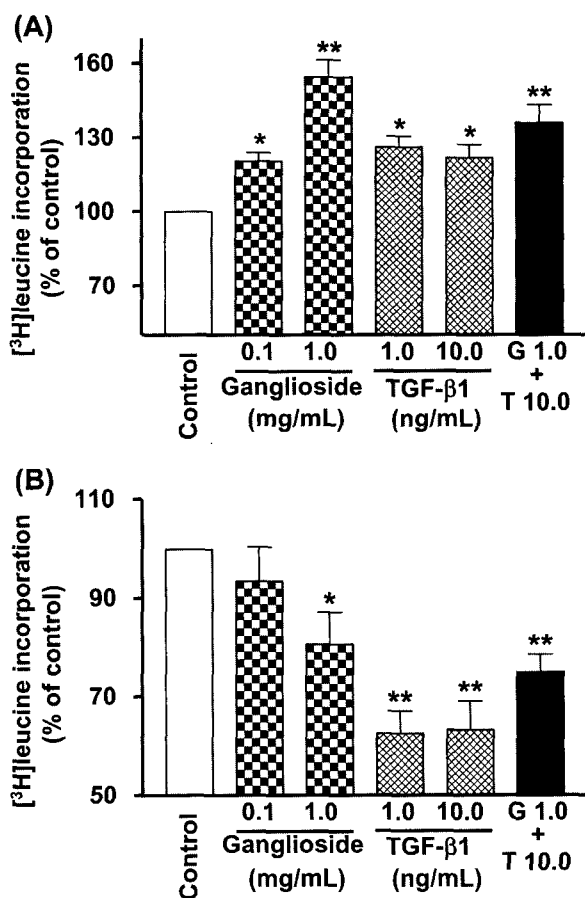 (A)
[³H]leucine incorporation
(% of control)
160
130
100
70
**
*
*
*
**
Control
0.1 1.0
Ganglioside
(mg/mL)
1.0 10.0
TGF-β1
(ng/mL)
G 1.0
+
T 10.0
(B)
[³H]leucine incorporation
(% of control)
110
90
70
50
*
**
**
**
Control
0.1 1.0
Ganglioside
(mg/mL)
1.0 10.0
TGF-β1
(ng/mL)
G 1.0
+
T 10.0